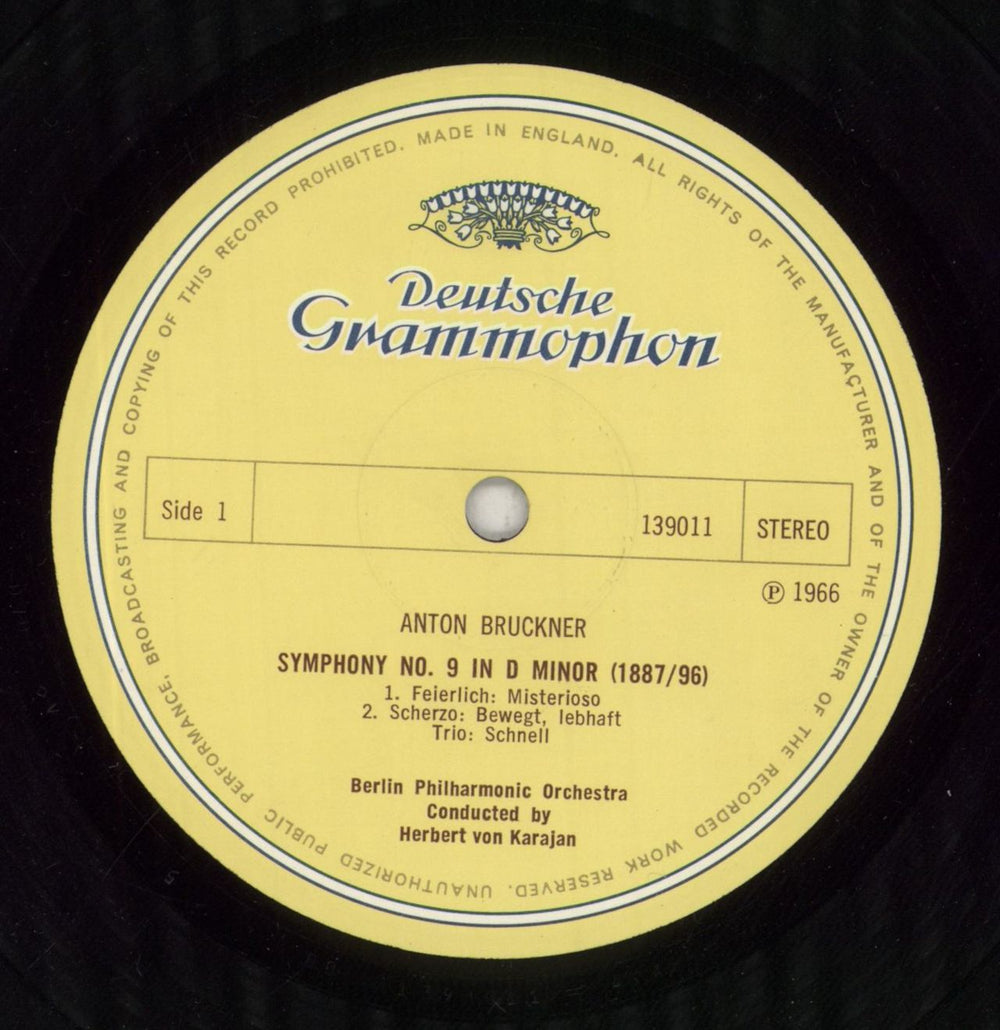 MADE IN ENGLAND. ALL RIGHTS OF THE MANUFACTURER AND OF THE OWNER OF THE RECORDED WORK RESERVED. UNAUTHORIZED PUBLIC PERFORMANCE, BROADCASTING AND COPYING OF THIS RECORD PROHIBITED.
Deutsche
Grammophon
Side 1 139011 STEREO
℗ 1966
ANTON BRUCKNER
SYMPHONY NO. 9 IN D MINOR (1887/96)
1. Feierlich: Misterioso
2. Scherzo: Bewegt, lebhaft
Trio: Schnell
Berlin Philharmonic Orchestra
Conducted by
Herbert von Karajan